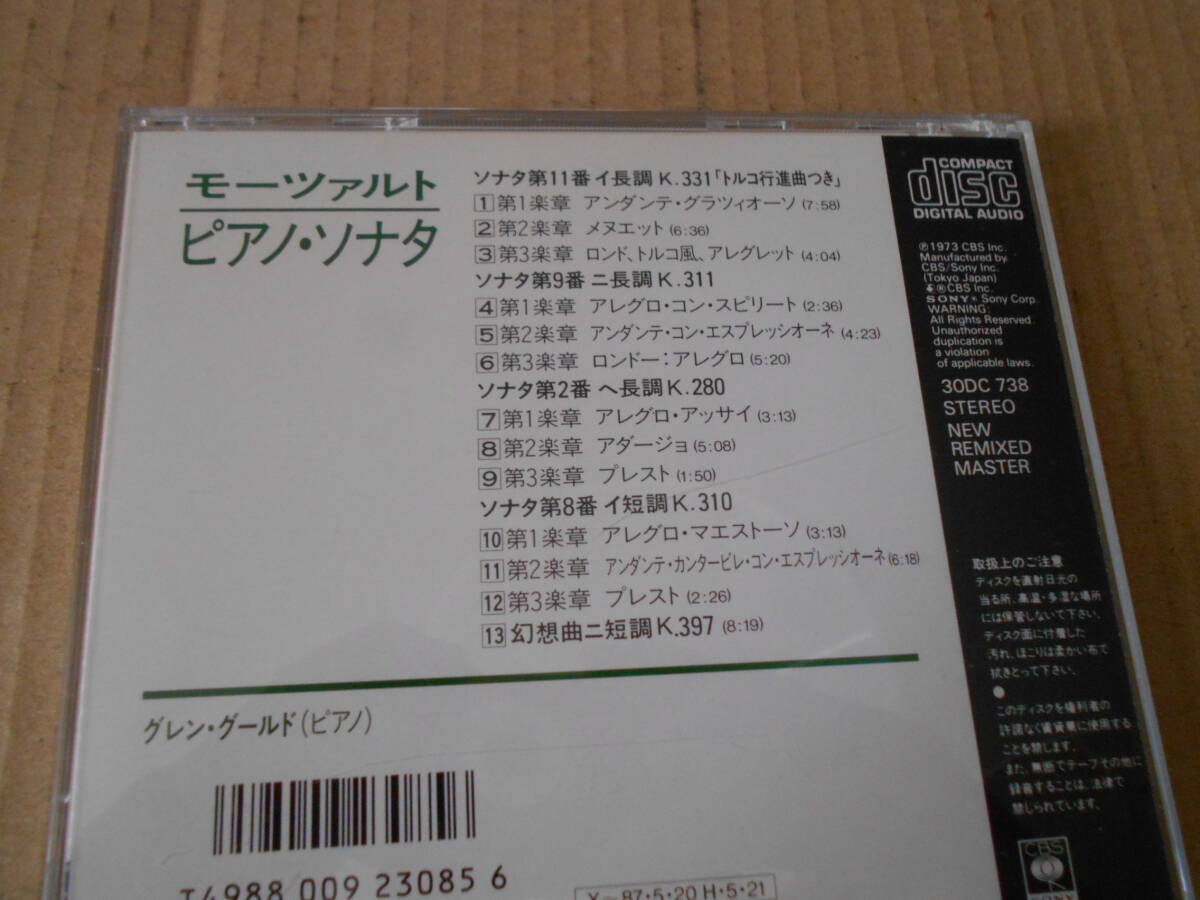 モーツァルト
ピアノ・ソナタ
ソナタ第11番 イ長調 K.331「トルコ行進曲つき」
1 第1楽章 アンダンテ・グラツィオーソ (7:58)
2 第2楽章 メヌエット (6:36)
3 第3楽章 ロンド、トルコ風、アレグレット (4:04)
ソナタ第9番 ニ長調 K.311
4 第1楽章 アレグロ・コン・スピリート (2:36)
5 第2楽章 アンダンテ・コン・エスプレッシオーネ (4:23)
6 第3楽章 ロンドー:アレグロ (5:20)
ソナタ第2番 ヘ長調 K.280
7 第1楽章 アレグロ・アッサイ (3:13)
8 第2楽章 アダージョ (5:08)
9 第3楽章 プレスト (1:50)
ソナタ第8番 イ短調 K.310
10 第1楽章 アレグロ・マエストーソ (3:13)
11 第2楽章 アンダンテ・カンタービレ・コン・エスプレッシオーネ (6:18)
12 第3楽章 プレスト (2:26)
13 幻想曲ニ短調 K.397 (8:19)
グレン・グールド(ピアノ)
T4988 009 23085 6
X~87・5・20 H・5・21
COMPACT
disc
DIGITAL AUDIO
Ⓟ1973 CBS Inc.
Manufactured by
CBS/Sony Inc.
(Tokyo Japan)
®CBS Inc.
SONY® Sony Corp.
WARNING:
All Rights Reserved.
Unauthorized
duplication is
a violation
of applicable laws.
30DC 738
STEREO
NEW
REMIXED
MASTER
取扱上のご注意
ディスクを直射日光の
当る所、高温・多湿な場所
には保管しないで下さい。
ディスク面に付着した
汚れ、ほこりは柔かい布で
拭きとって下さい。
●
このディスクを権利者の
許諾なく賃貸業に使用する
ことを禁じます。
また、無断でテープその他に
録音することは、法律で
禁じられています。
CBS
SONY